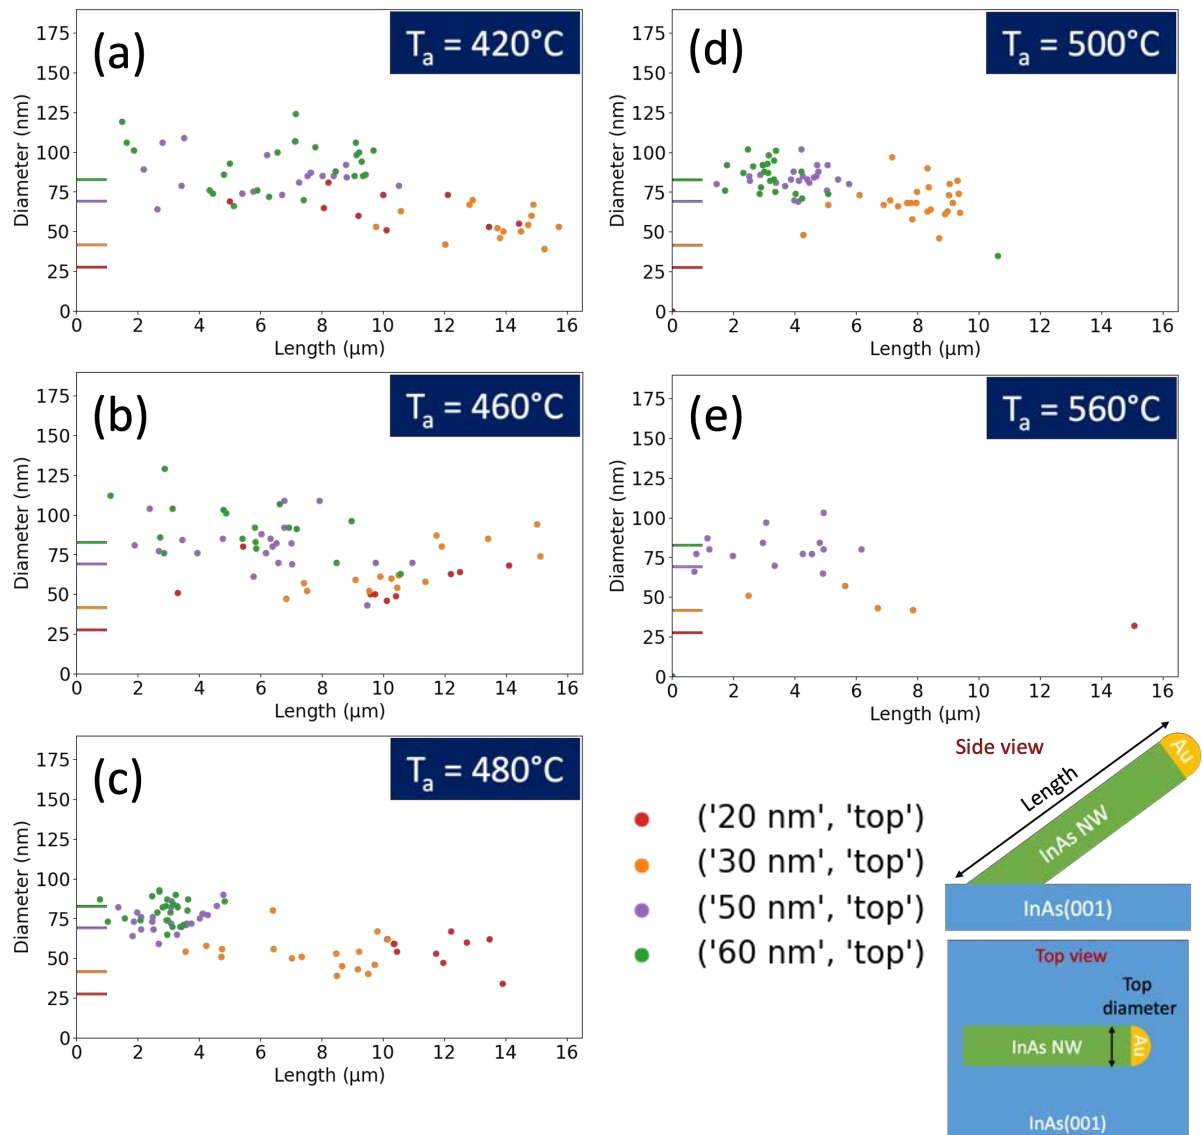 (a)
Tₐ = 420°C
Diameter (nm)
175
150
125
100
75
50
25
0
0 2 4 6 8 10 12 14 16
Length (μm)
(d)
Tₐ = 500°C
Diameter (nm)
175
150
125
100
75
50
25
0
0 2 4 6 8 10 12 14 16
Length (μm)
(b)
Tₐ = 460°C
Diameter (nm)
175
150
125
100
75
50
25
0
0 2 4 6 8 10 12 14 16
Length (μm)
(e)
Tₐ = 560°C
Diameter (nm)
175
150
125
100
75
50
25
0
0 2 4 6 8 10 12 14 16
Length (μm)
(c)
Tₐ = 480°C
Diameter (nm)
175
150
125
100
75
50
25
0
0 2 4 6 8 10 12 14 16
Length (μm)
('20 nm', 'top')
('30 nm', 'top')
('50 nm', 'top')
('60 nm', 'top')
Side view
Au
Length
InAs NW
InAs(001)
Top view
Top
diameter
InAs NW
Au
InAs(001)